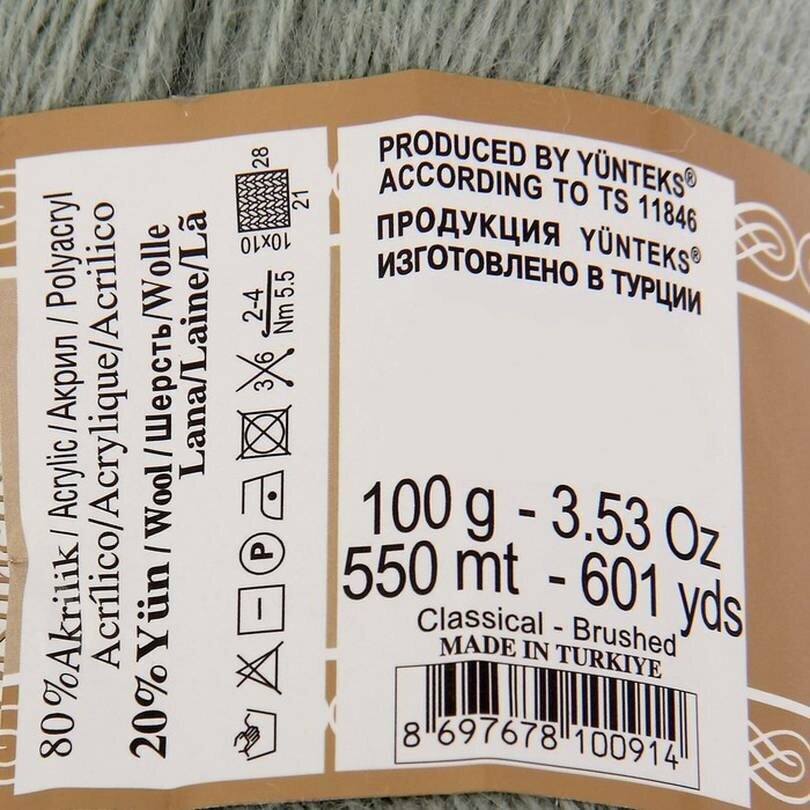 80%Akrilik/Acrylic/Акрил/Polyacryl
Acrílico/Acrylique/Acrilico
20%Yün/Wool/Шерсть/Wolle
Lana/Laine/Lã
P
3 6
2-4
Nm 5.5
10x10
21
28
PRODUCED BY YÜNTEKS®
ACCORDING TO TS 11846
ПРОДУКЦИЯ YÜNTEKS®
ИЗГОТОВЛЕНО В ТУРЦИИ
100 g - 3.53 Oz
550 mt - 601 yds
Classical - Brushed
MADE IN TURKIYE
8 697678 100914